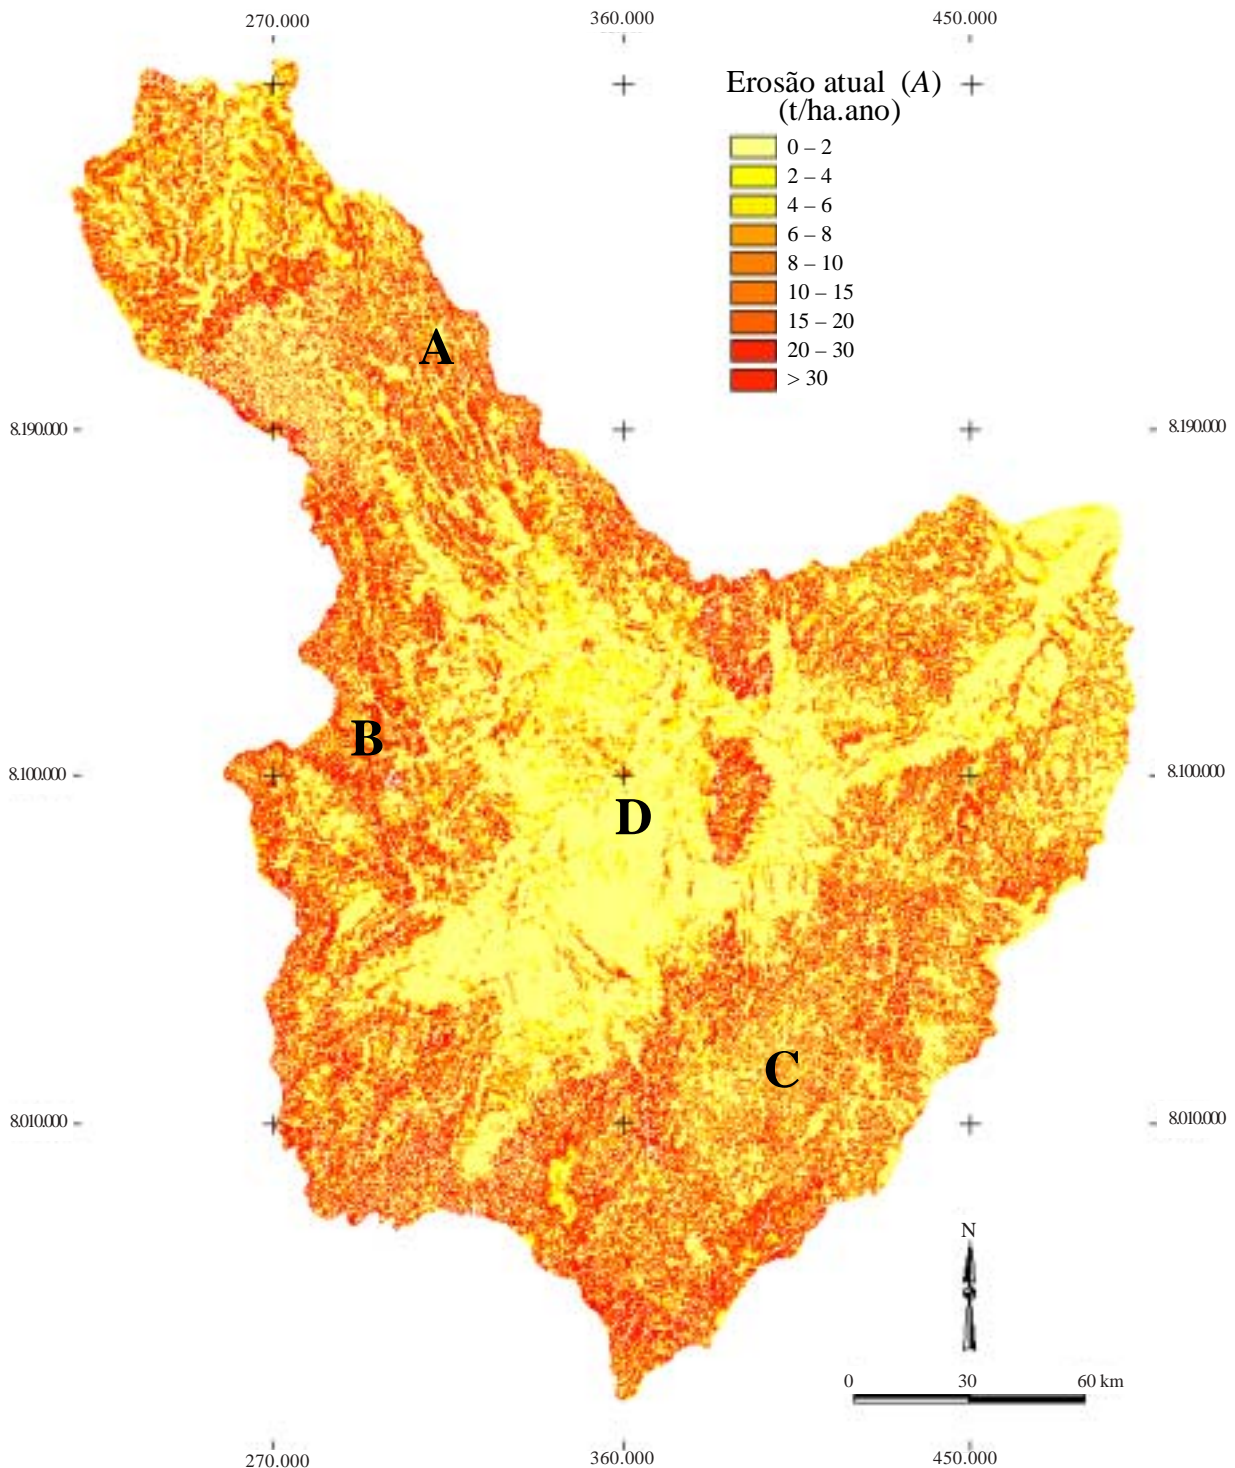 270.000
360.000
450.000
Erosão atual (A)
(t/ha.ano)
0 – 2
2 – 4
4 – 6
6 – 8
8 – 10
10 – 15
15 – 20
20 – 30
> 30
A
8.190.000
8.190.000
B
8.100.000
8.100.000
D
C
8.010.000
8.010.000
N
0 30 60 km
270.000
360.000
450.000